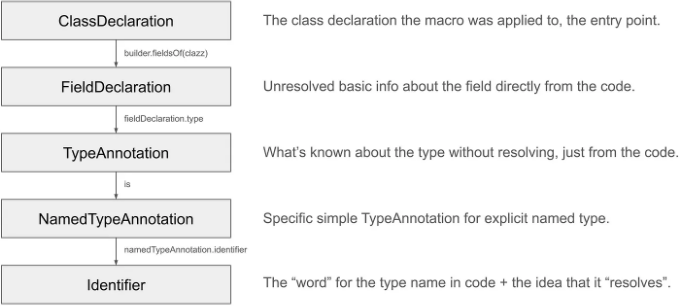 ClassDeclaration The class declaration the macro was applied to, the entry point.
builder.fieldsOf(clazz)
FieldDeclaration Unresolved basic info about the field directly from the code.
fieldDeclaration.type
TypeAnnotation What's known about the type without resolving, just from the code.
is
NamedTypeAnnotation Specific simple TypeAnnotation for explicit named type.
namedTypeAnnotation.identifier
Identifier The “word” for the type name in code + the idea that it “resolves”.